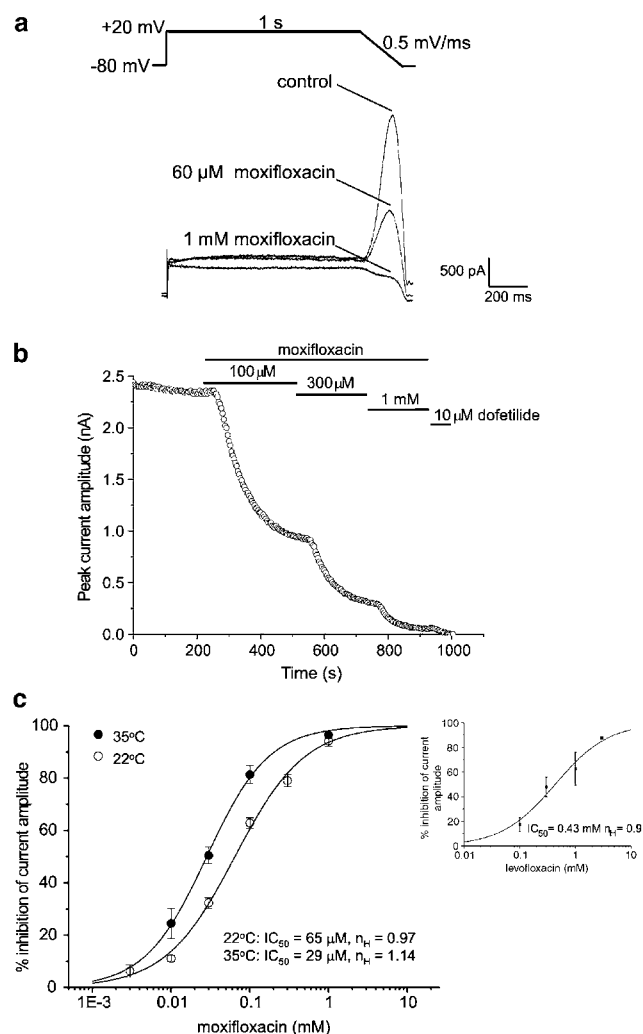 a
+20 mV
1 s
0.5 mV/ms
-80 mV
control
60 µM moxifloxacin
1 mM moxifloxacin
500 pA
200 ms
b
moxifloxacin
100 µM
300 µM
1 mM
10 µM dofetilide
2.5
2.0
1.5
1.0
0.5
0.0
Peak current amplitude (nA)
0 200 400 600 800 1000
Time (s)
c
100
80
60
40
20
0
% inhibition of current amplitude
35°C
22°C
22°C: IC50 = 65 µM, nH = 0.97
35°C: IC50 = 29 µM, nH = 1.14
1E-3 0.01 0.1 1 10
moxifloxacin (mM)
100
80
60
40
20
0
% inhibition of current
amplitude
IC50 = 0.43 mM nH = 0.9
0.01 0.1 1 10
levofloxacin (mM)